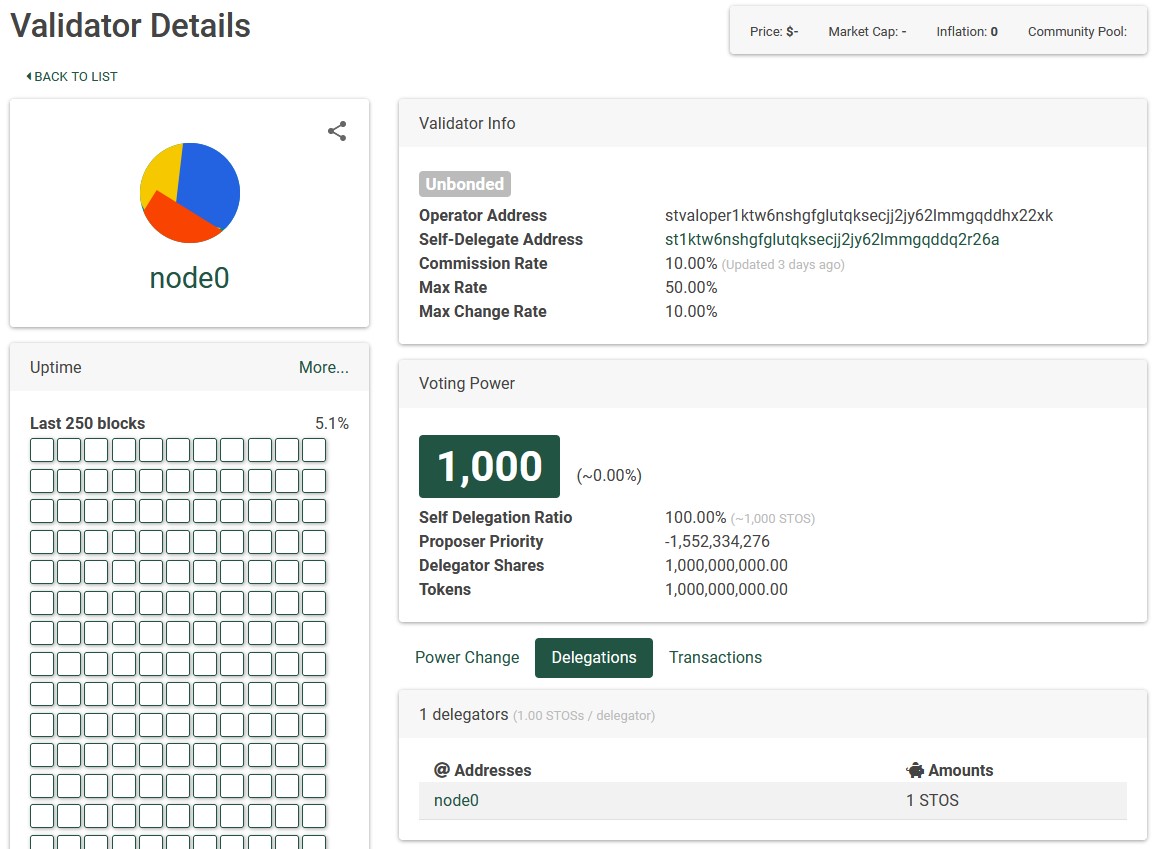 Validator Details
Price: $-  Market Cap: -  Inflation: 0  Community Pool:
BACK TO LIST
node0
Uptime  More...
Last 250 blocks  5.1%
Validator Info
Unbonded
Operator Address  stvaloper1ktw6nshgfglutqksecjj2jy62lmmgqddhx22xk
Self-Delegate Address  st1ktw6nshgfglutqksecjj2jy62lmmgqddq2r26a
Commission Rate  10.00% (Updated 3 days ago)
Max Rate  50.00%
Max Change Rate  10.00%
Voting Power
1,000  (~0.00%)
Self Delegation Ratio  100.00% (~1,000 STOS)
Proposer Priority  -1,552,334,276
Delegator Shares  1,000,000,000.00
Tokens  1,000,000,000.00
Power Change  Delegations  Transactions
1 delegators (1.00 STOSs / delegator)
@ Addresses  Amounts
node0  1 STOS